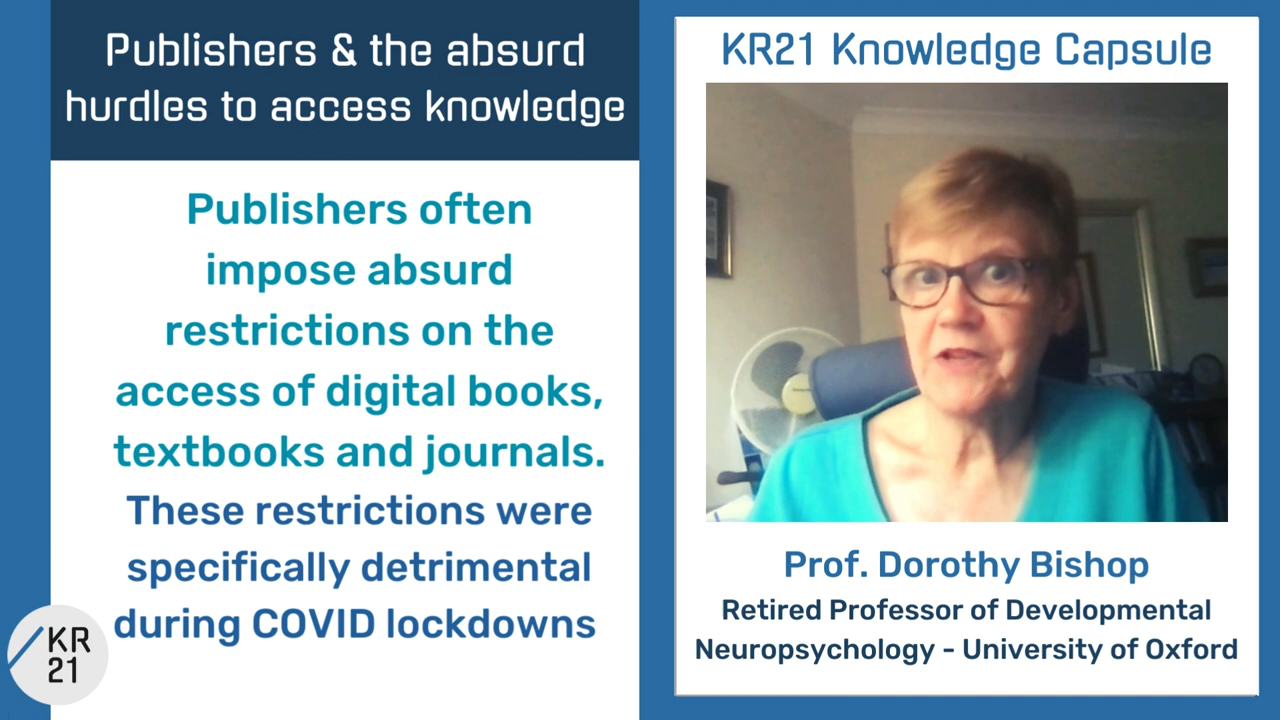 Publishers & the absurd
hurdles to access knowledge
Publishers often
impose absurd
restrictions on the
access of digital books,
textbooks and journals.
These restrictions were
specifically detrimental
during COVID lockdowns
KR
21
KR21 Knowledge Capsule
Prof. Dorothy Bishop
Retired Professor of Developmental
Neuropsychology - University of Oxford